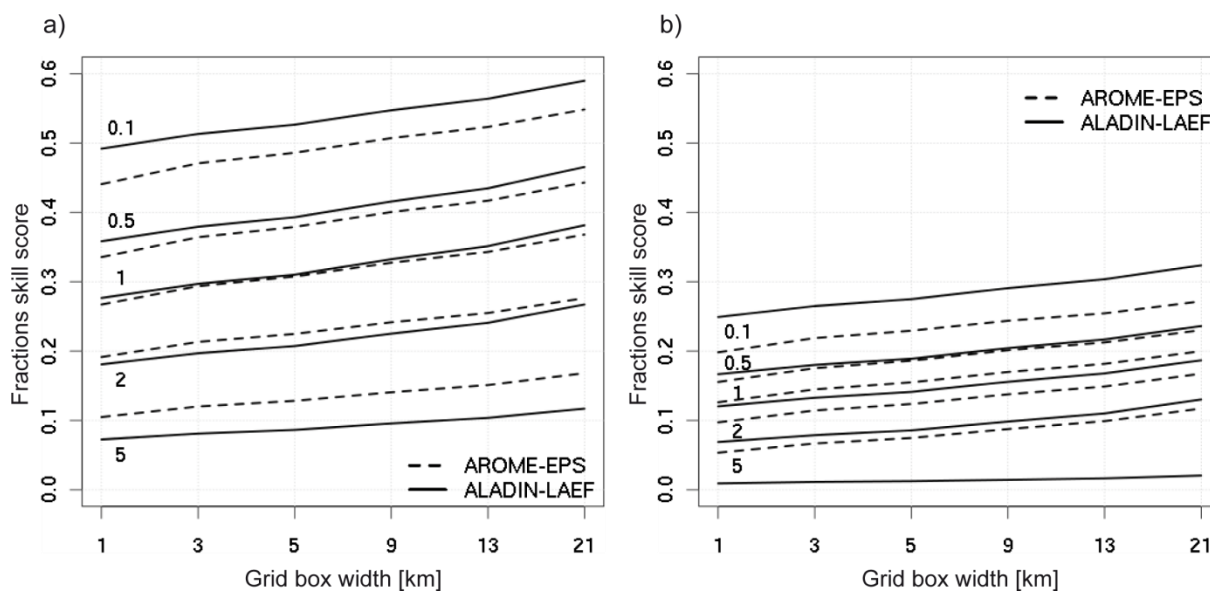 a)
Fractions skill score
0.6
0.5
0.4
0.3
0.2
0.1
0.0
0.1
0.5
1
2
5
AROME-EPS
ALADIN-LAEF
1 3 5 9 13 21
Grid box width [km]
b)
Fractions skill score
0.6
0.5
0.4
0.3
0.2
0.1
0.0
AROME-EPS
ALADIN-LAEF
0.1
0.5
1
2
5
1 3 5 9 13 21
Grid box width [km]